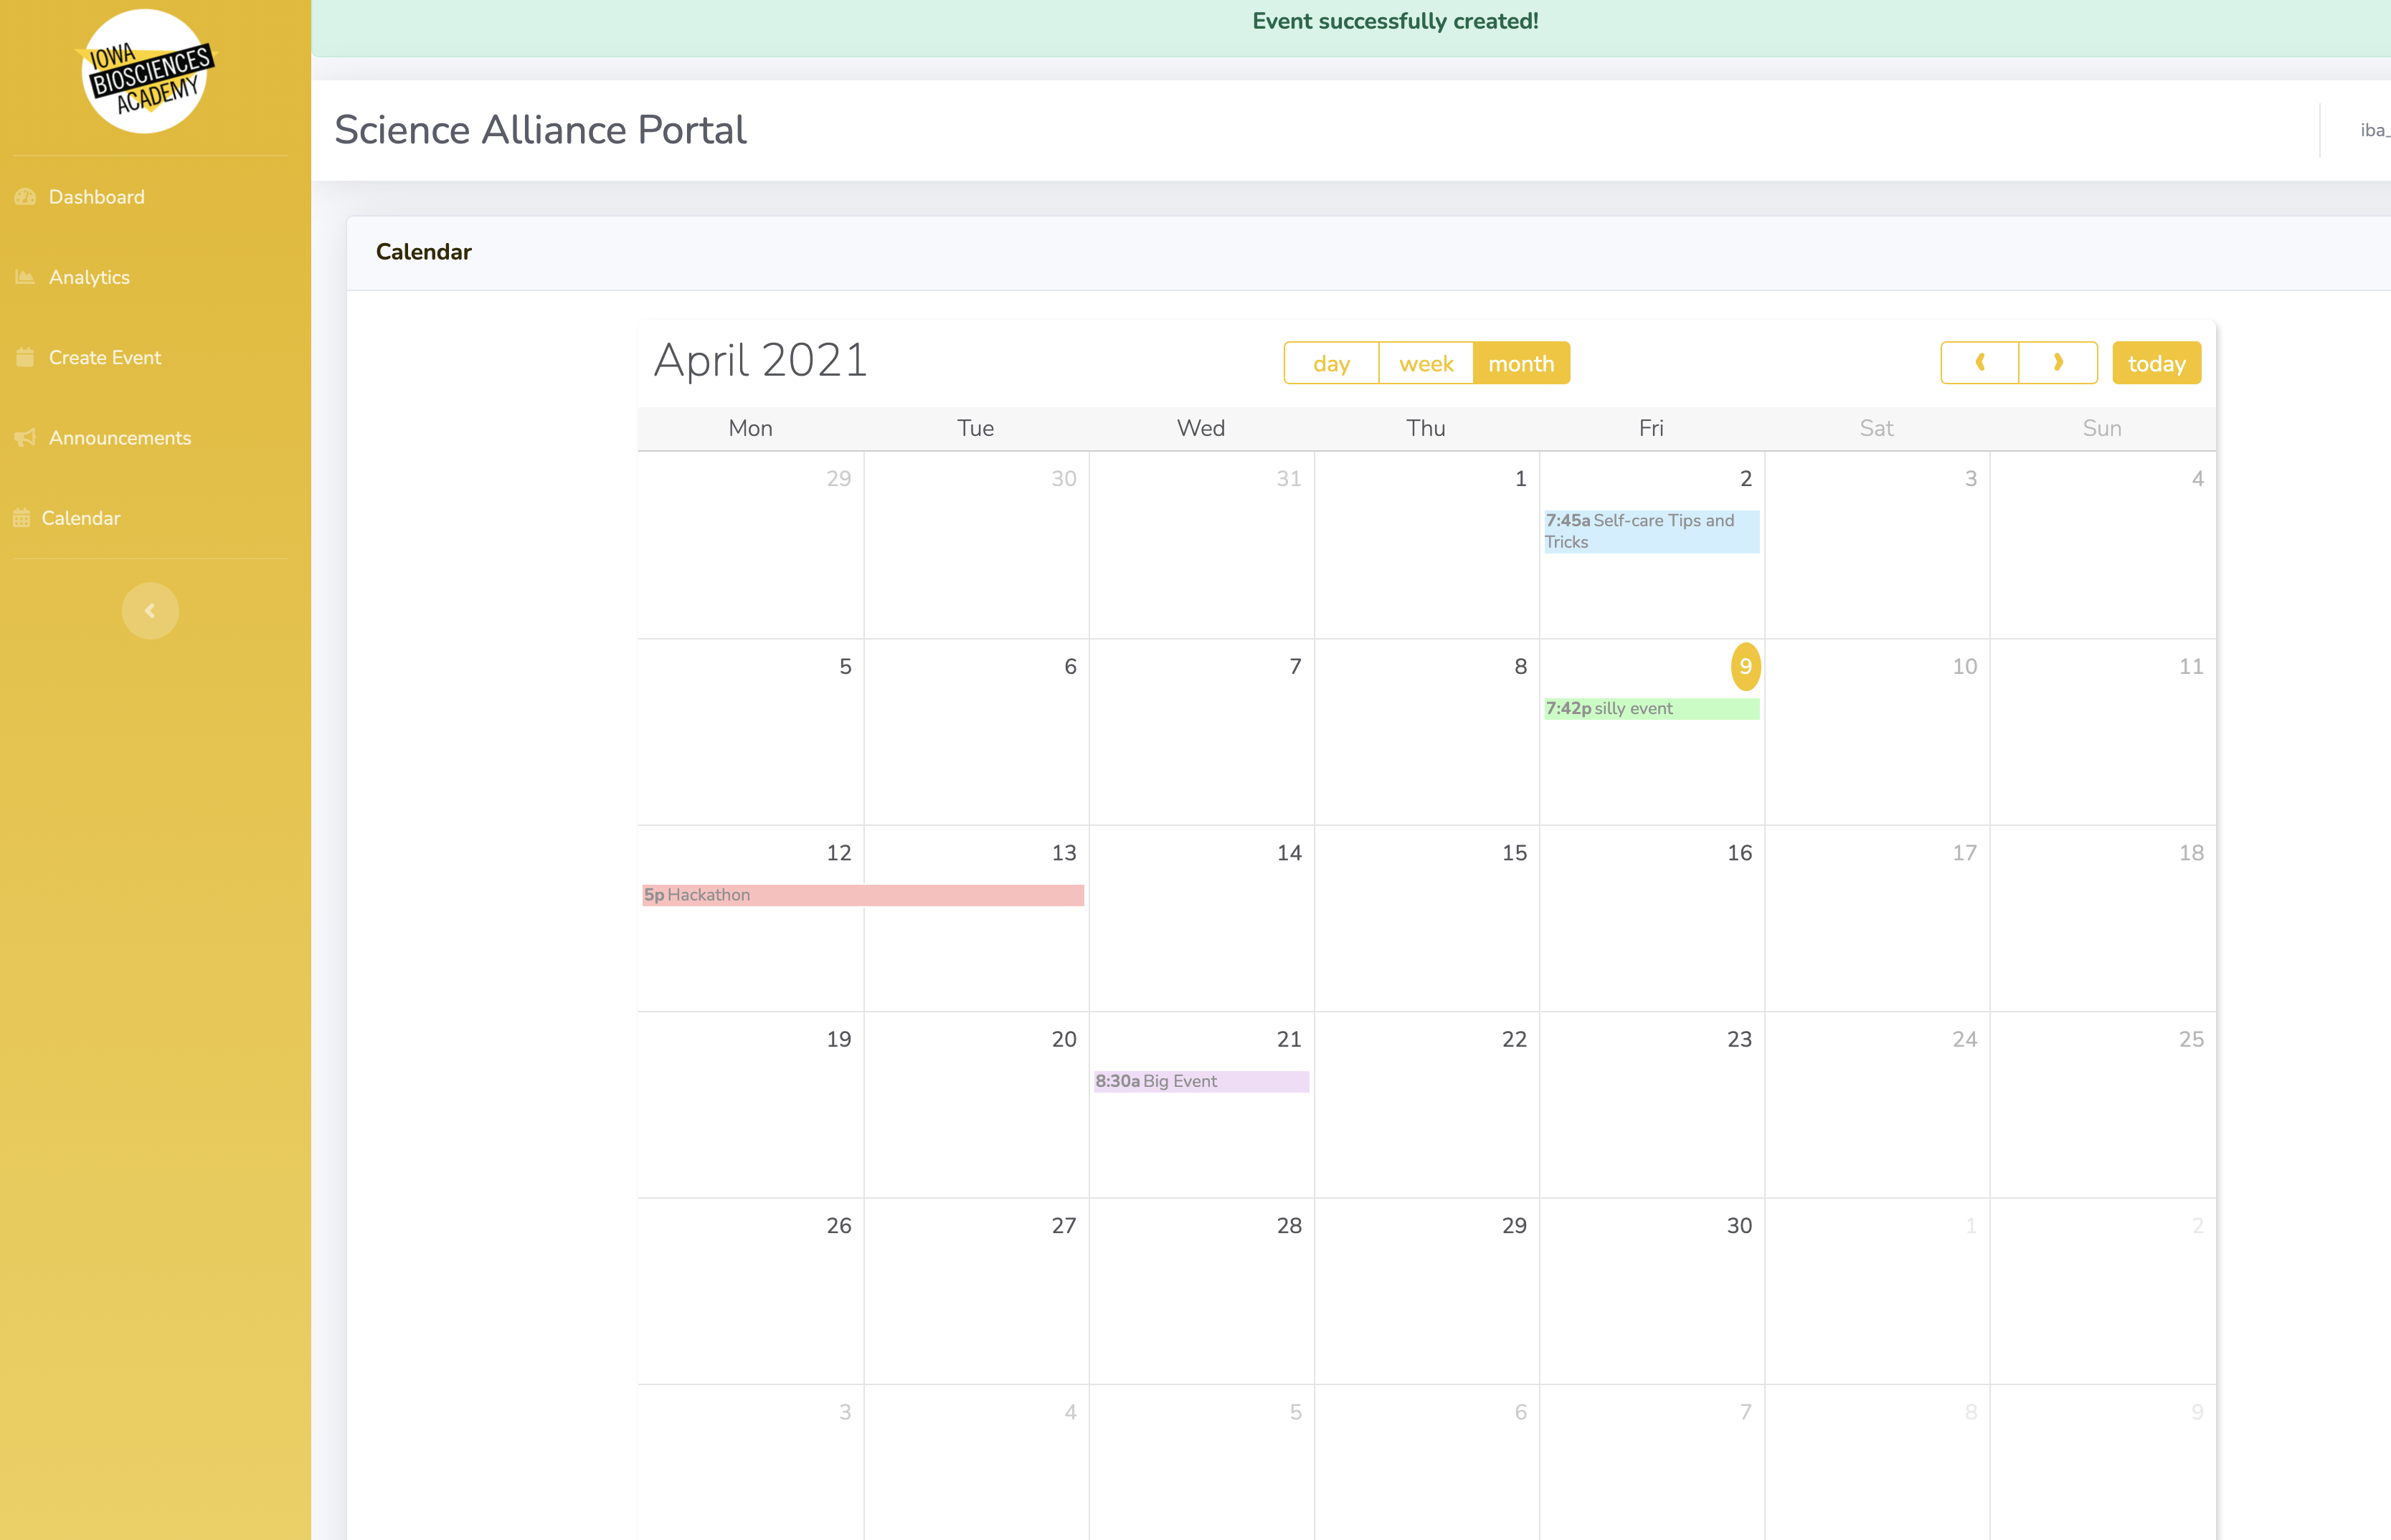 Event successfully created!
IOWA
BIOSCIENCES
ACADEMY
Science Alliance Portal
iba_
Dashboard
Analytics
Create Event
Announcements
Calendar
Calendar
April 2021
day week month
‹ › today
Mon Tue Wed Thu Fri Sat Sun
29 30 31 1 2 3 4
7:45a Self-care Tips and
Tricks
5 6 7 8 9 10 11
7:42p silly event
12 13 14 15 16 17 18
5p Hackathon
19 20 21 22 23 24 25
8:30a Big Event
26 27 28 29 30 1 2
3 4 5 6 7 8 9